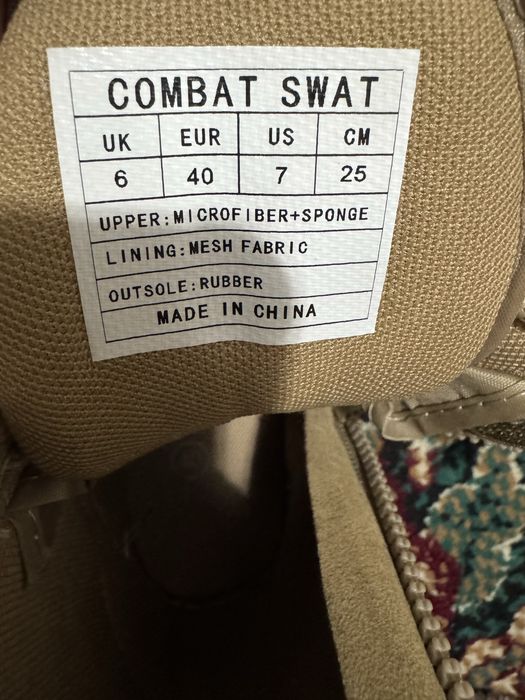 COMBAT SWAT
UK EUR US CM
6 40 7 25
UPPER:MICROFIBER+SPONGE
LINING:MESH FABRIC
OUTSOLE:RUBBER
MADE IN CHINA